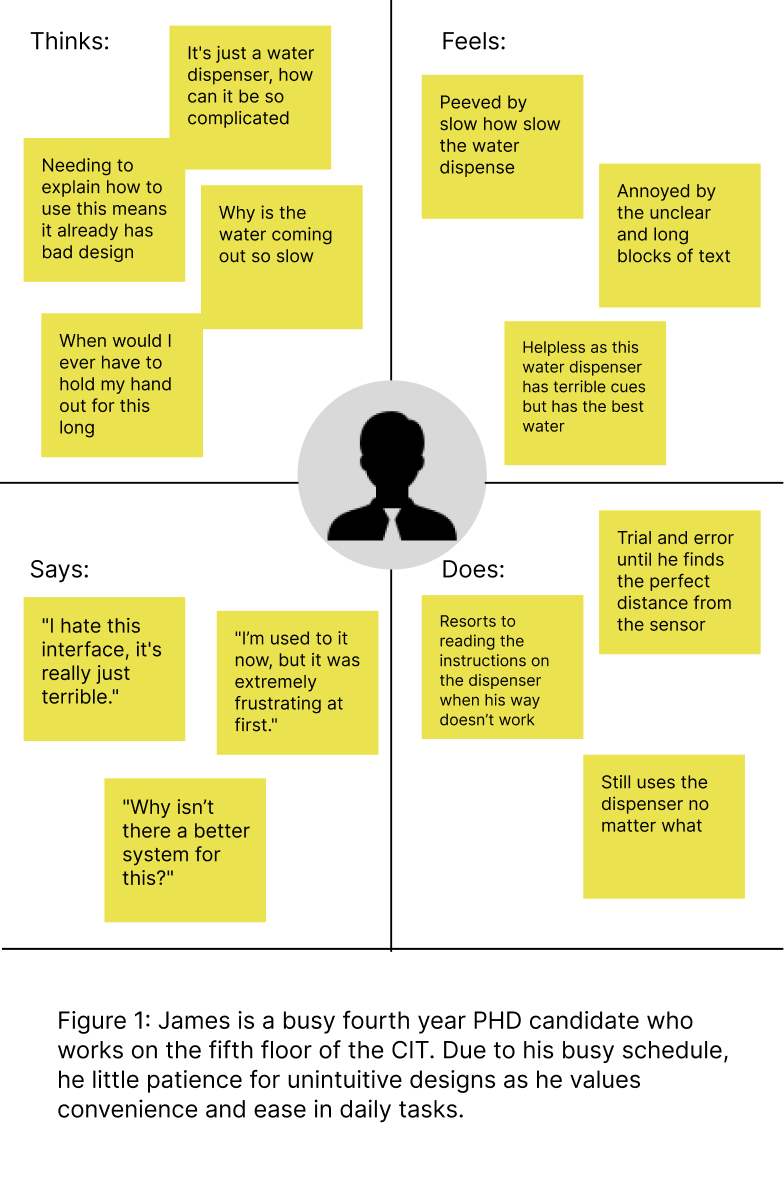 Thinks:
It's just a water
dispenser, how
can it be so
complicated
Needing to
explain how to
use this means
it already has
bad design
Why is the
water coming
out so slow
When would I
ever have to
hold my hand
out for this
long
Feels:
Peeved by
slow how slow
the water
dispense
Annoyed by
the unclear
and long
blocks of text
Helpless as this
water dispenser
has terrible cues
but has the best
water
Says:
"I hate this
interface, it's
really just
terrible."
"I’m used to it
now, but it was
extremely
frustrating at
first."
"Why isn’t
there a better
system for
this?"
Does:
Trial and error
until he finds
the perfect
distance from
the sensor
Resorts to
reading the
instructions on
the dispenser
when his way
doesn’t work
Still uses the
dispenser no
matter what
Figure 1: James is a busy fourth year PHD candidate who
works on the fifth floor of the CIT. Due to his busy schedule,
he little patience for unintuitive designs as he values
convenience and ease in daily tasks.